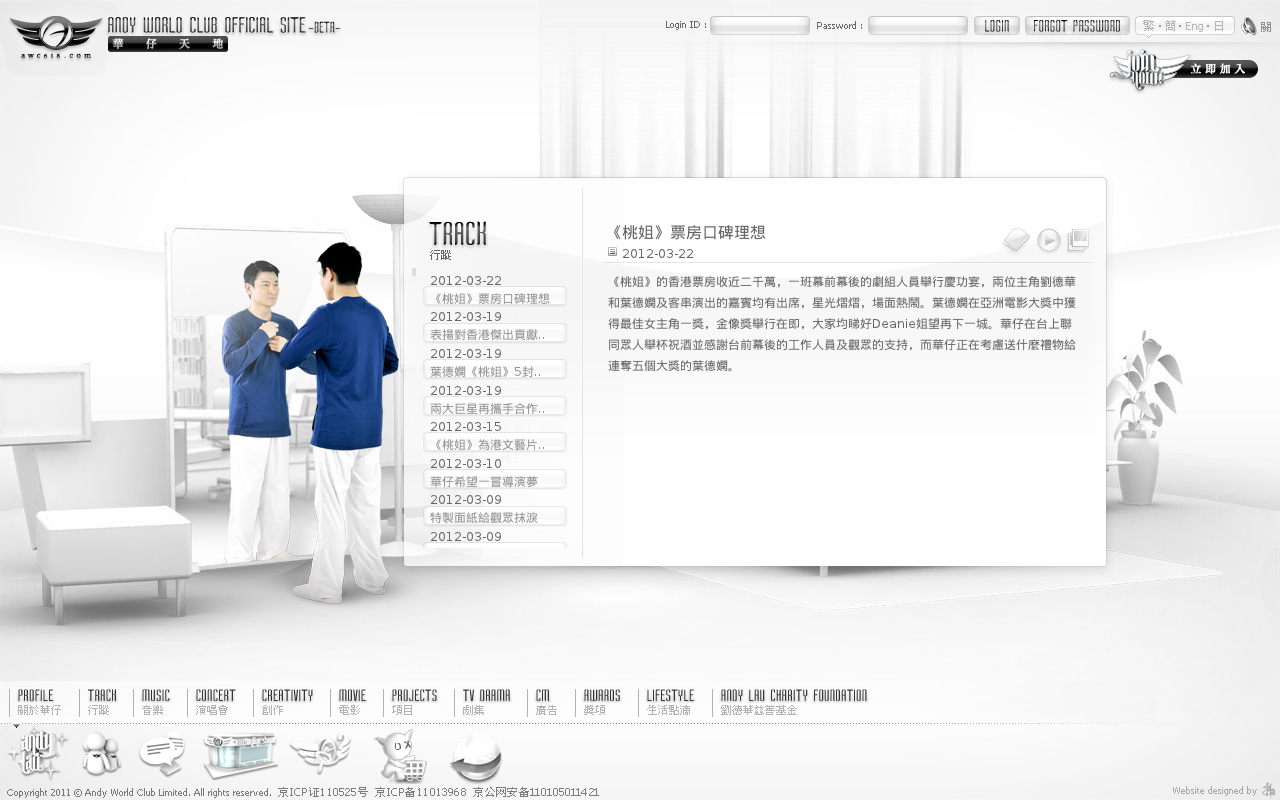 ANDY WORLD CLUB OFFICIAL SITE -BETA-
華仔天地
awc618.com
Login ID :
Password :
LOGIN
FORGOT PASSWORD
繁・簡・Eng・日
關
join now!
立即加入
TRACK
行蹤
2012-03-22
《桃姐》票房口碑理想
2012-03-19
表揚對香港傑出貢獻..
2012-03-19
葉德嫻《桃姐》5封..
2012-03-19
兩大巨星再攜手合作..
2012-03-15
《桃姐》為港文藝片..
2012-03-10
華仔希望一嘗導演夢
2012-03-09
特製面紙給觀眾抹淚
2012-03-09
《桃姐》票房口碑理想
2012-03-22
《桃姐》的香港票房收近二千萬，一班幕前幕後的劇組人員舉行慶功宴，兩位主角劉德華
和葉德嫻及客串演出的嘉賓均有出席，星光熠熠，場面熱鬧。葉德嫻在亞洲電影大獎中獲
得最佳女主角一獎，金像獎舉行在即，大家均睇好Deanie姐望再下一城。華仔在台上聯
同眾人舉杯祝酒並感謝台前幕後的工作人員及觀眾的支持，而華仔正在考慮送什麼禮物給
連奪五個大獎的葉德嫻。
PROFILE
關於華仔
TRACK
行蹤
MUSIC
音樂
CONCERT
演唱會
CREATIVITY
創作
MOVIE
電影
PROJECTS
項目
TV DRAMA
劇集
CM
廣告
AWARDS
獎項
LIFESTYLE
生活點滴
ANDY LAU CHARITY FOUNDATION
劉德華慈善基金
Copyright 2011 © Andy World Club Limited. All rights reserved. 京ICP证110525号 京ICP备11013968 京公网安备110105011421
Website designed by